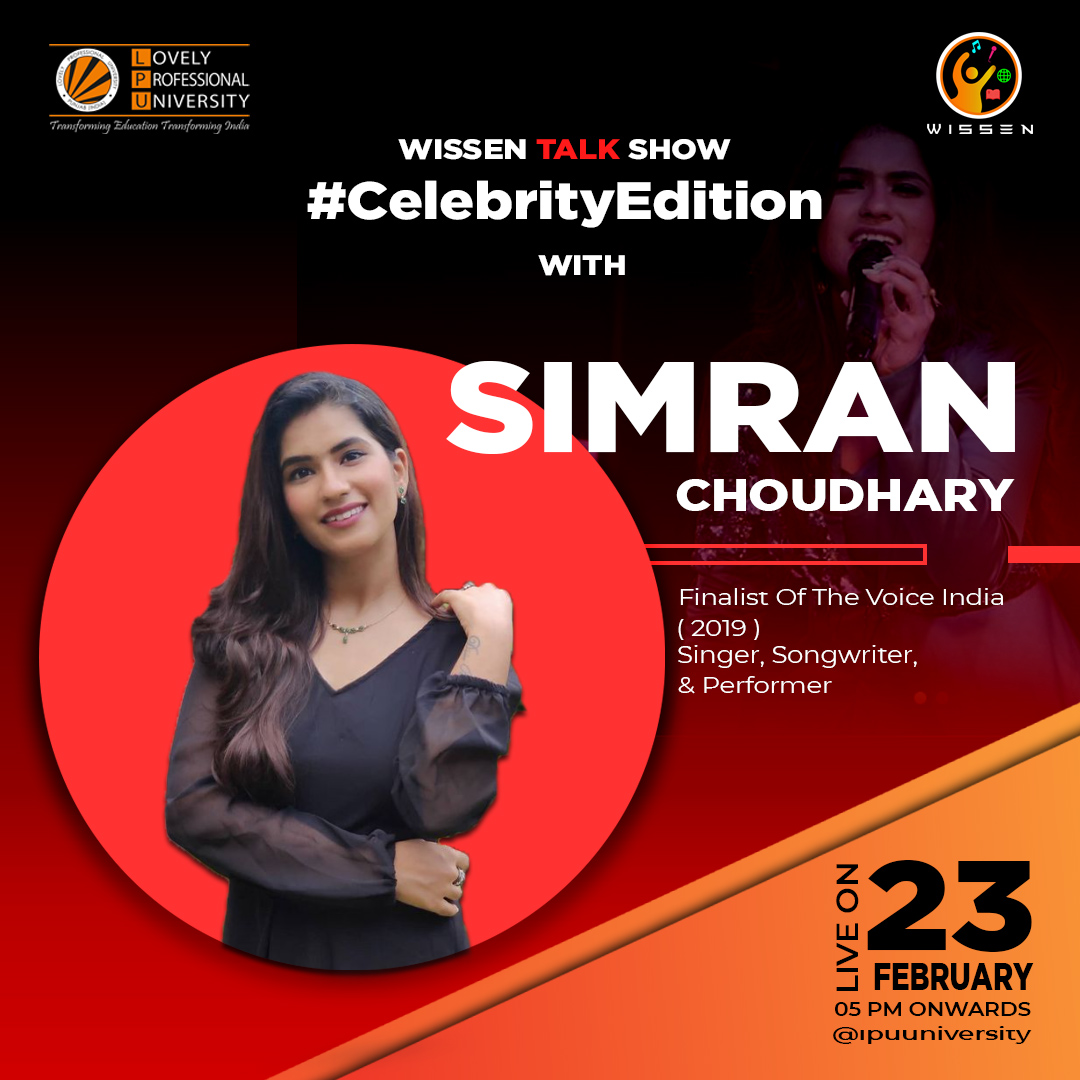 LOVELY
PROFESSIONAL
UNIVERSITY
Transforming Education Transforming India
WISSEN
WISSEN TALK SHOW
#CelebrityEdition
WITH
SIMRAN
CHOUDHARY
Finalist Of The Voice India
( 2019 )
Singer, Songwriter,
& Performer
LIVE ON
23
FEBRUARY
05 PM ONWARDS
@lpuuniversity